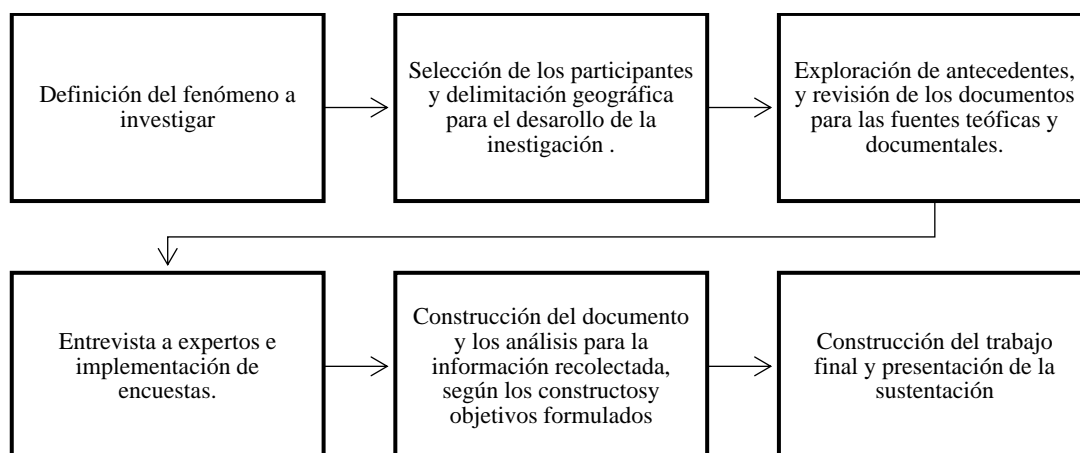 Definición del fenómeno a
investigar
Selección de los participantes
y delimitación geográfica
para el desarollo de la
inestigación .
Exploración de antecedentes,
y revisión de los documentos
para las fuentes teóficas y
documentales.
Entrevista a expertos e
implementación de
encuestas.
Construcción del documento
y los análisis para la
información recolectada,
según los constructosy
objetivos formulados
Construcción del trabajo
final y presentación de la
sustentación